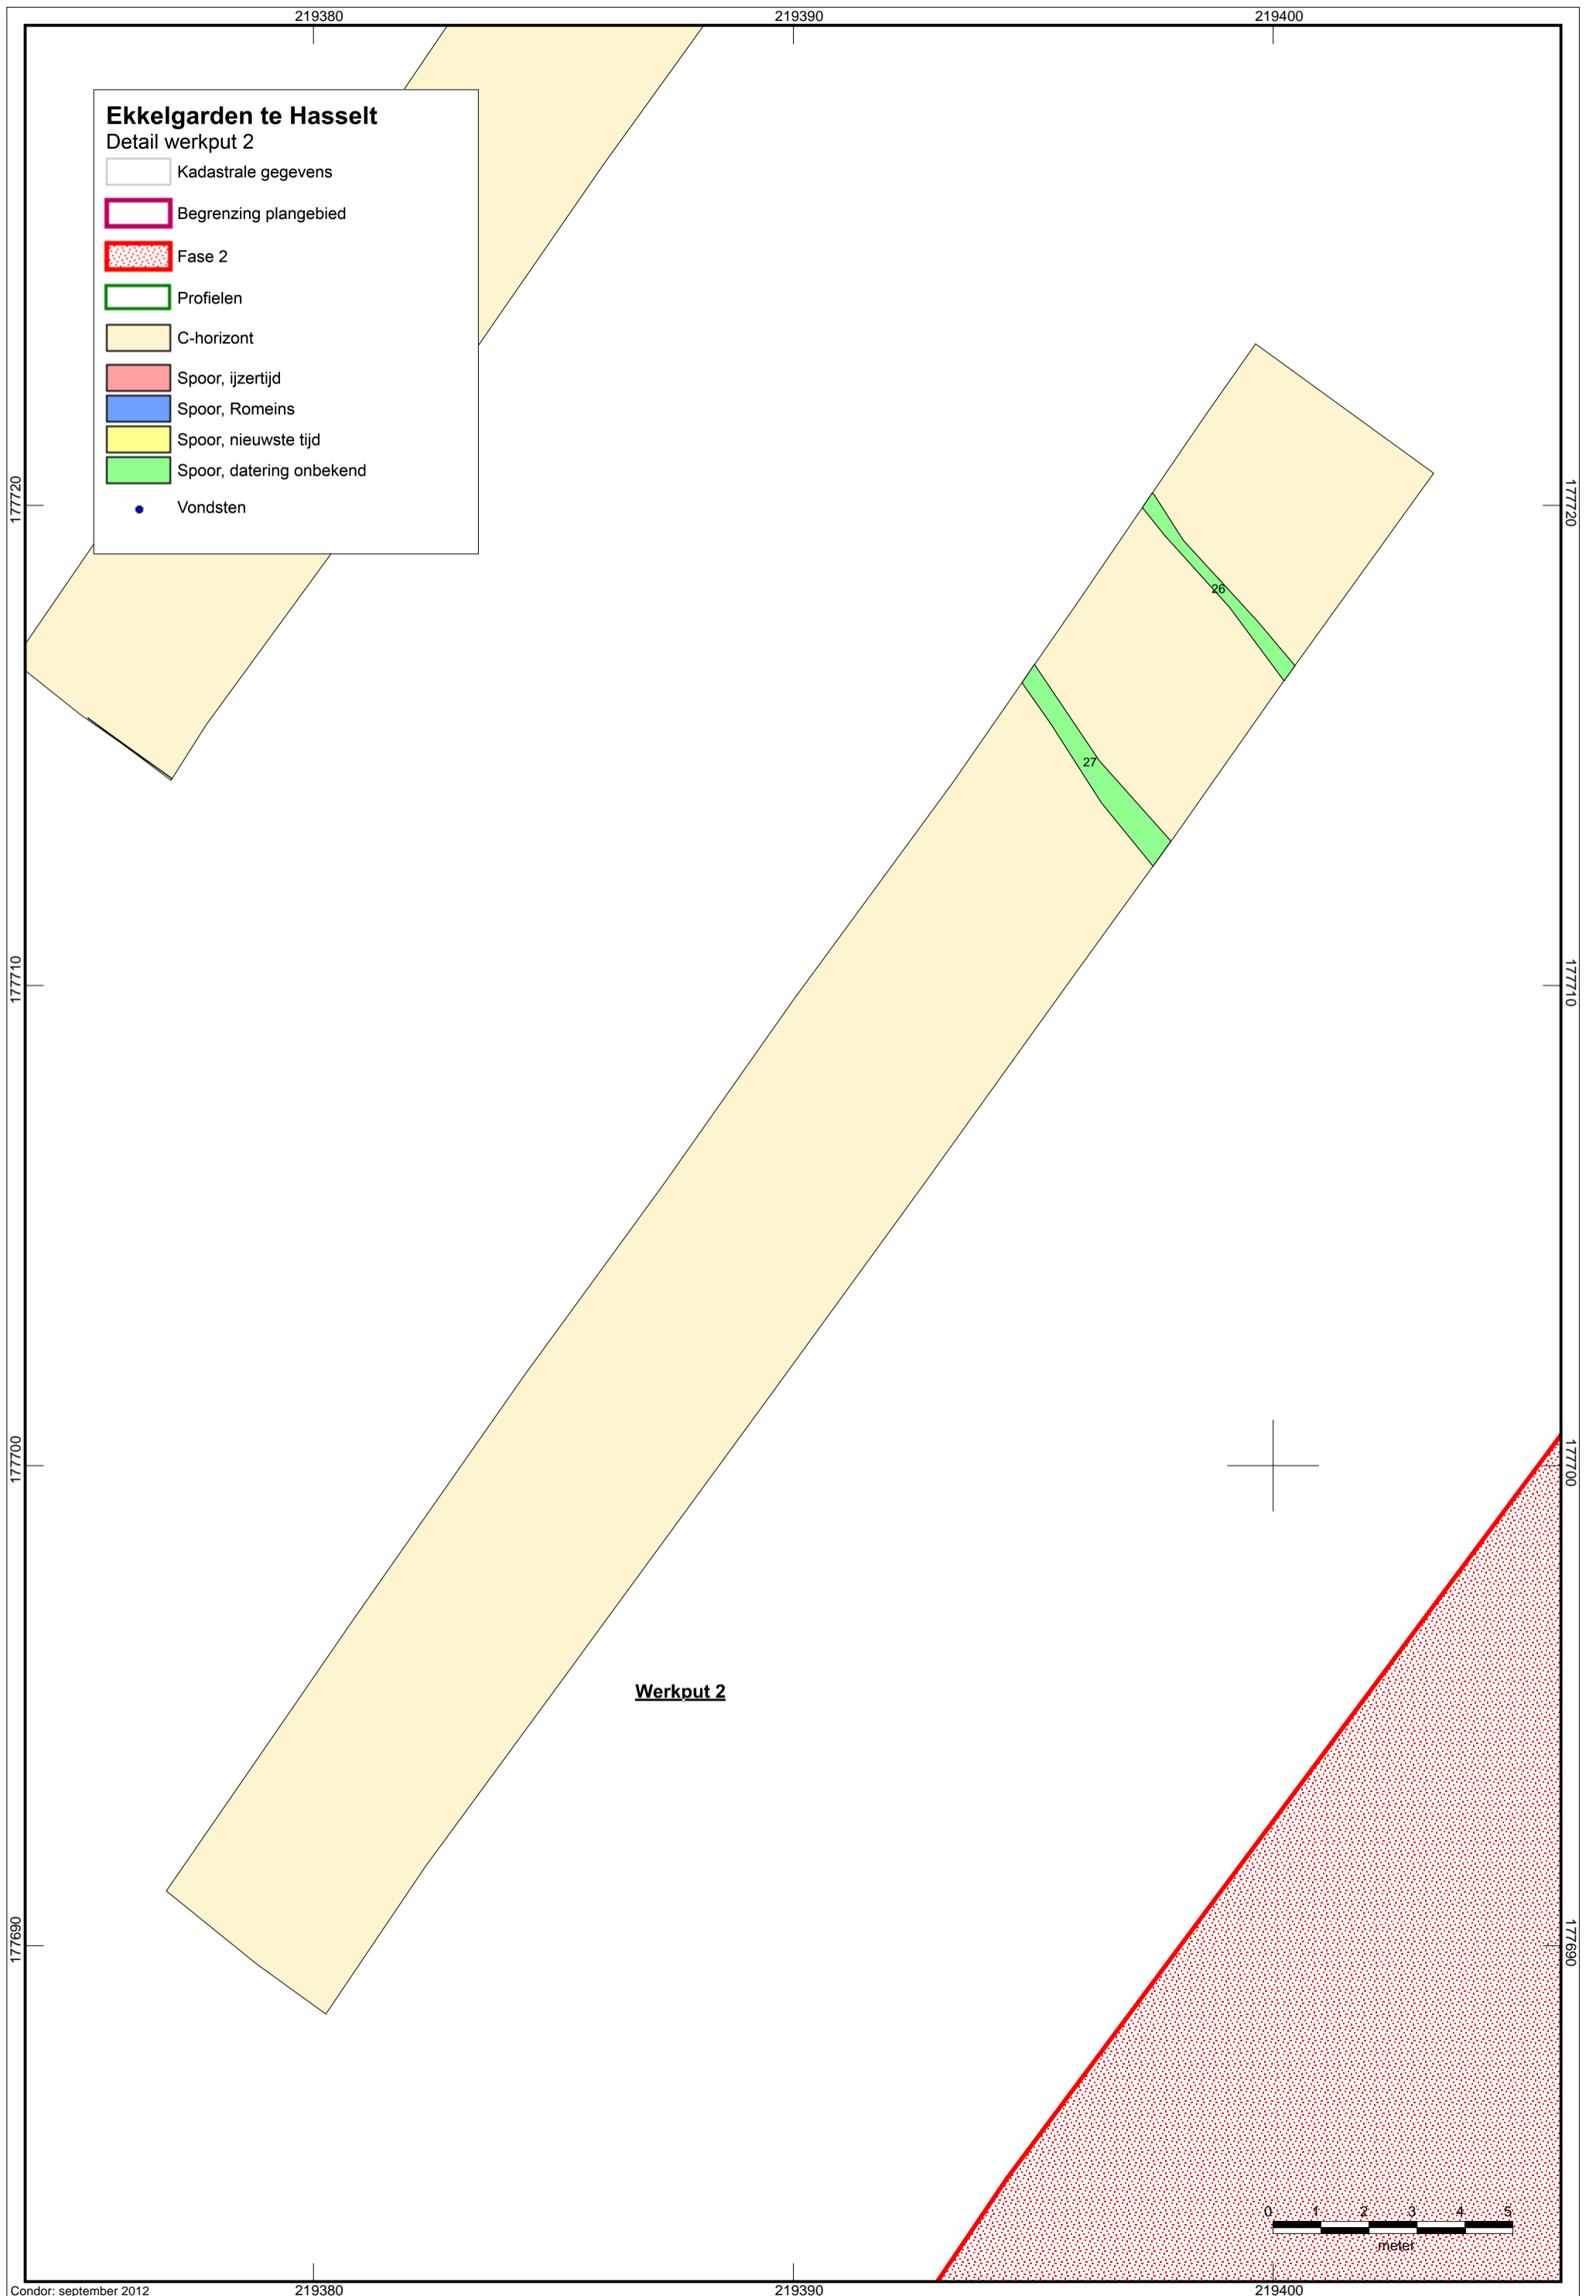 219380 219390 219400
Ekkelgarden te Hasselt
Detail werkput 2
Kadastrale gegevens
Begrenzing plangebied
Fase 2
Profielen
C-horizont
Spoor, ijzertijd
Spoor, Romeins
Spoor, nieuwste tijd
Spoor, datering onbekend
Vondsten
177720 177720
26
27
177710 177710
177700 177700
Werkput 2
177690 177690
0 1 2 3 4 5
meter
Condor: september 2012
219380 219390 219400